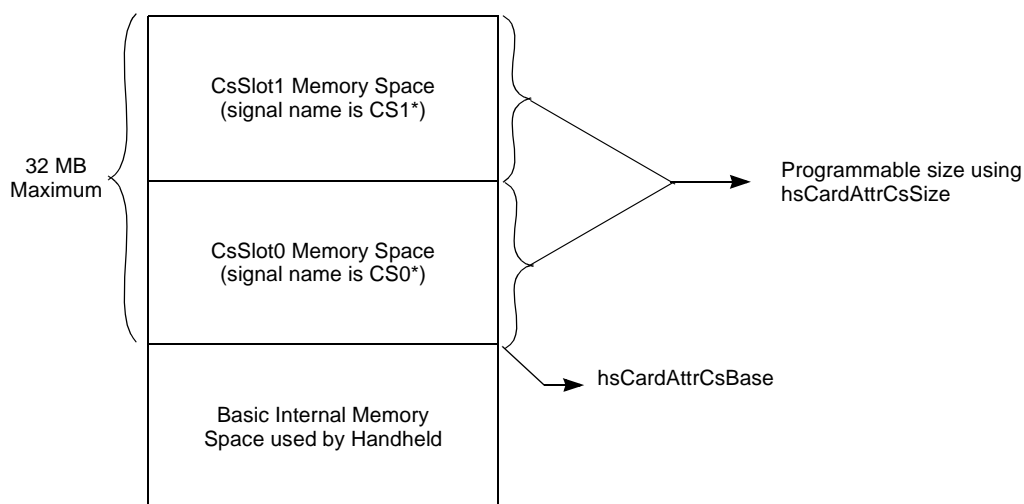 CsSlot1 Memory Space
(signal name is CS1*)
32 MB
Maximum
Programmable size using
hsCardAttrCsSize
CsSlot0 Memory Space
(signal name is CS0*)
hsCardAttrCsBase
Basic Internal Memory
Space used by Handheld